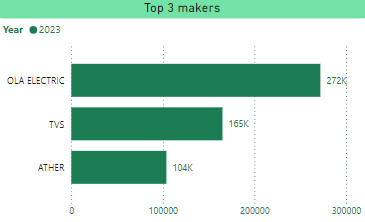 Top 3 makers
Year 2023
OLA ELECTRIC 272K
TVS 165K
ATHER 104K
0 100000 200000 300000